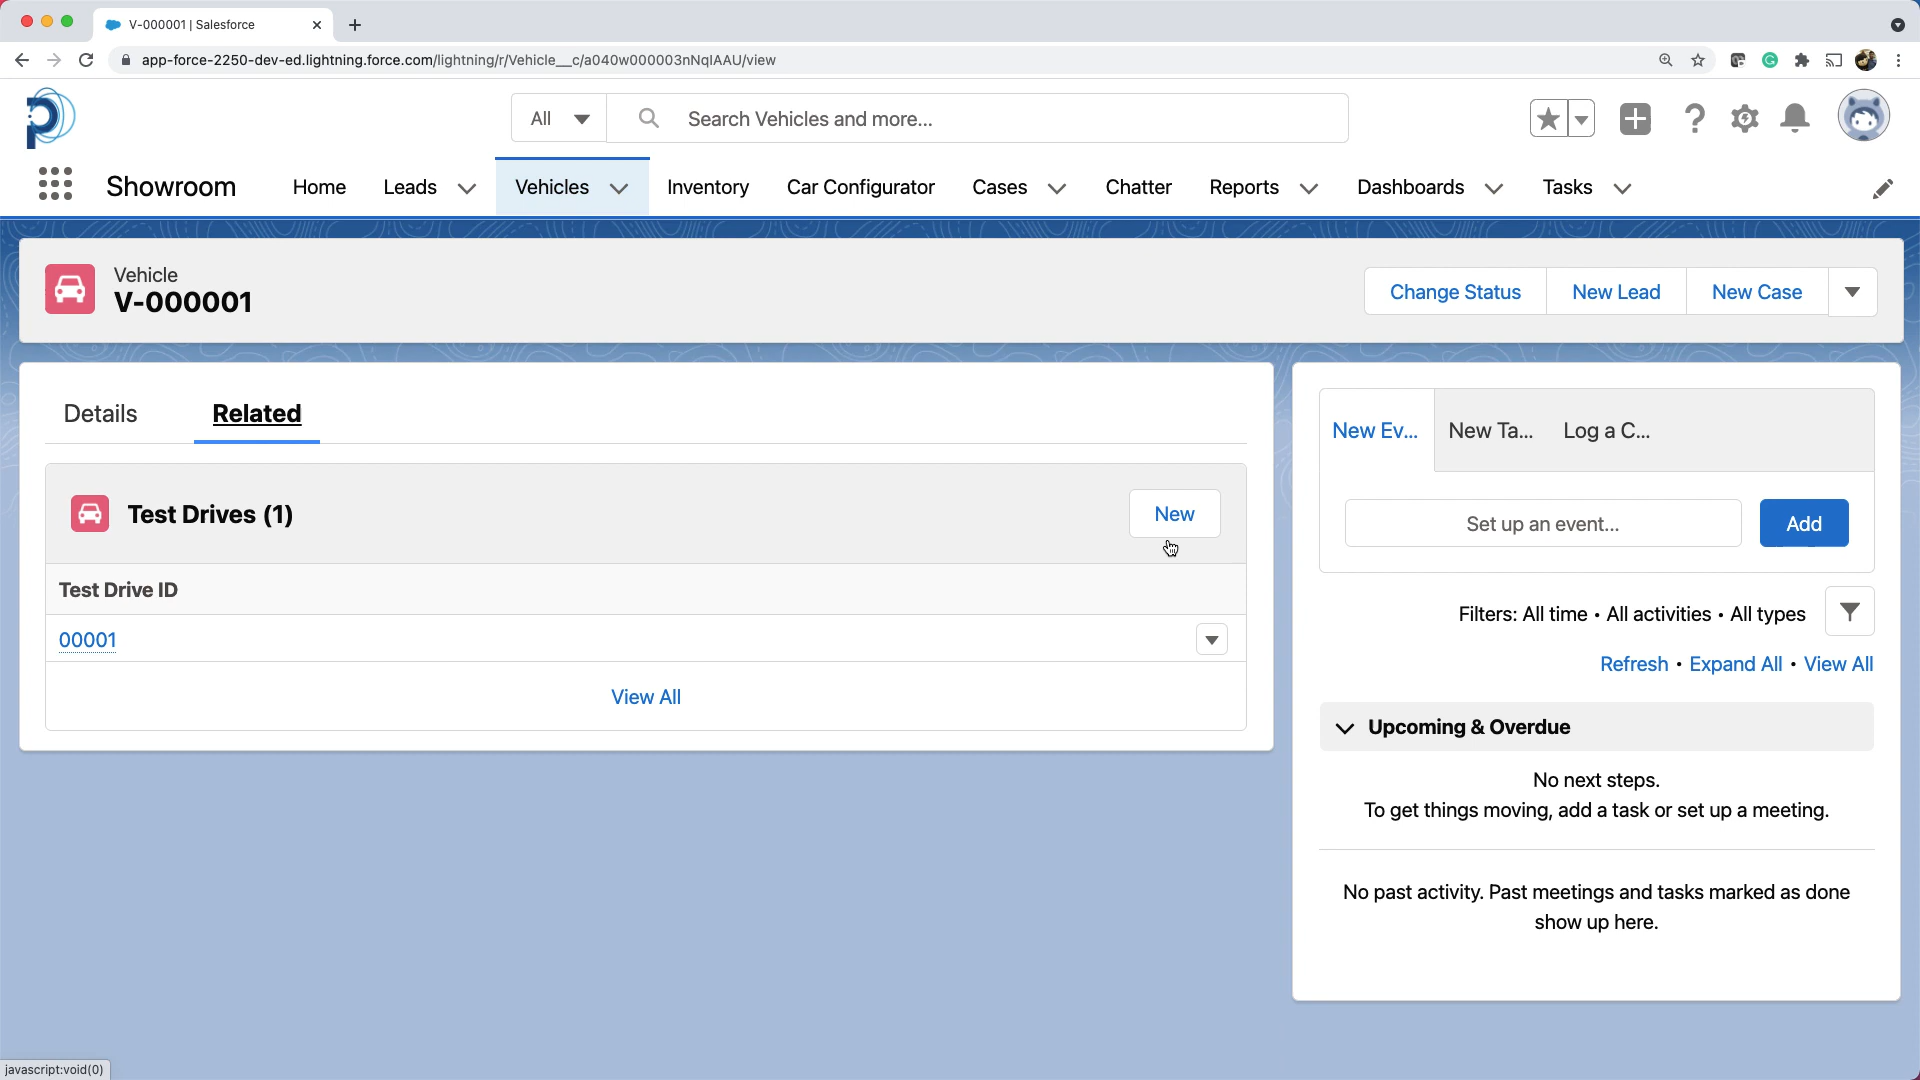 V-000001 | Salesforce
app-force-2250-dev-ed.lightning.force.com/lightning/r/Vehicle__c/a040w000003nNqIAAU/view
All
Search Vehicles and more...
Showroom
Home
Leads
Vehicles
Inventory
Car Configurator
Cases
Chatter
Reports
Dashboards
Tasks
Vehicle
V-000001
Change Status
New Lead
New Case
Details
Related
Test Drives (1)
New
Test Drive ID
00001
View All
New Ev...
New Ta...
Log a C...
Set up an event...
Add
Filters: All time • All activities • All types
Refresh • Expand All • View All
Upcoming & Overdue
No next steps.
To get things moving, add a task or set up a meeting.
No past activity. Past meetings and tasks marked as done
show up here.
javascript:void(0)